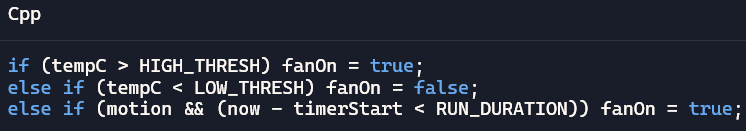 Cpp
if (tempC > HIGH_THRESH) fanOn = true;
else if (tempC < LOW_THRESH) fanOn = false;
else if (motion && (now - timerStart < RUN_DURATION)) fanOn = true;